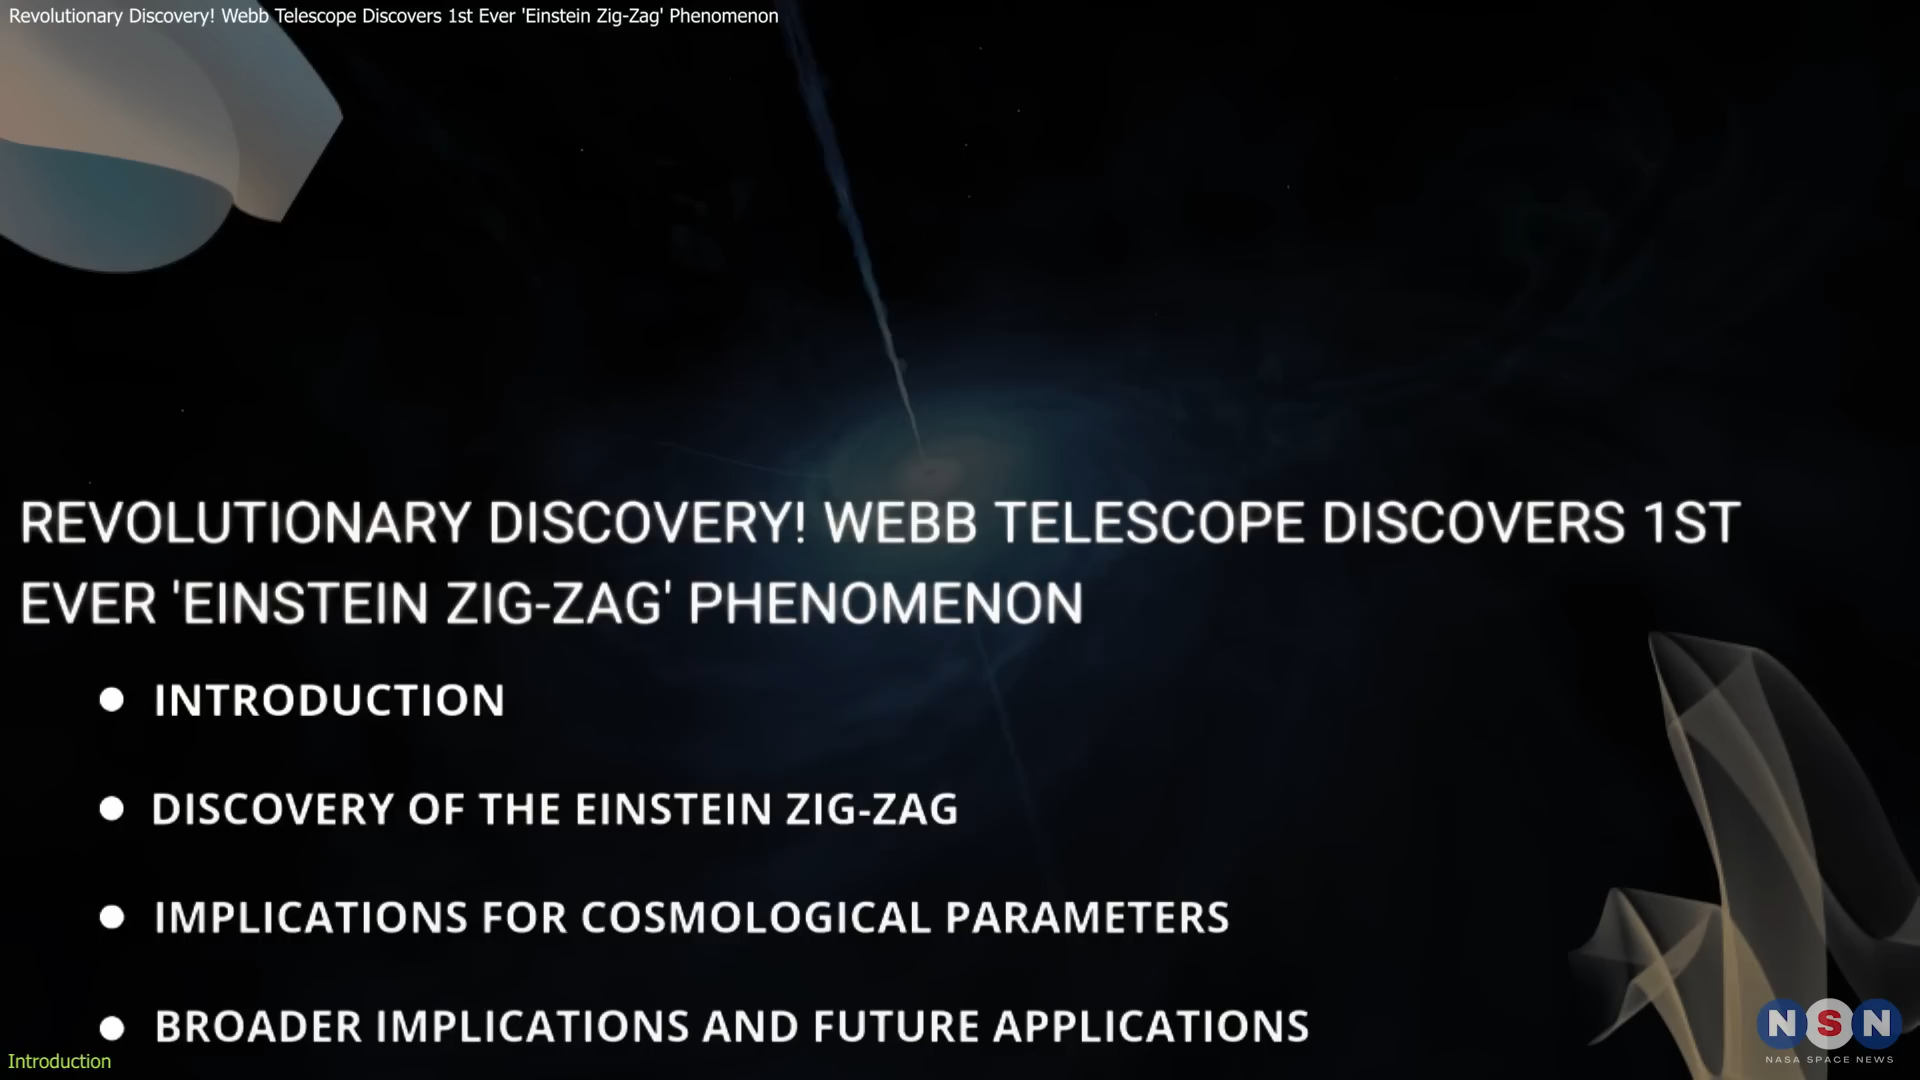 Revolutionary Discovery! Webb Telescope Discovers 1st Ever 'Einstein Zig-Zag' Phenomenon
REVOLUTIONARY DISCOVERY! WEBB TELESCOPE DISCOVERS 1ST
EVER 'EINSTEIN ZIG-ZAG' PHENOMENON
● INTRODUCTION
● DISCOVERY OF THE EINSTEIN ZIG-ZAG
● IMPLICATIONS FOR COSMOLOGICAL PARAMETERS
● BROADER IMPLICATIONS AND FUTURE APPLICATIONS
Introduction
NSN
NASA SPACE NEWS